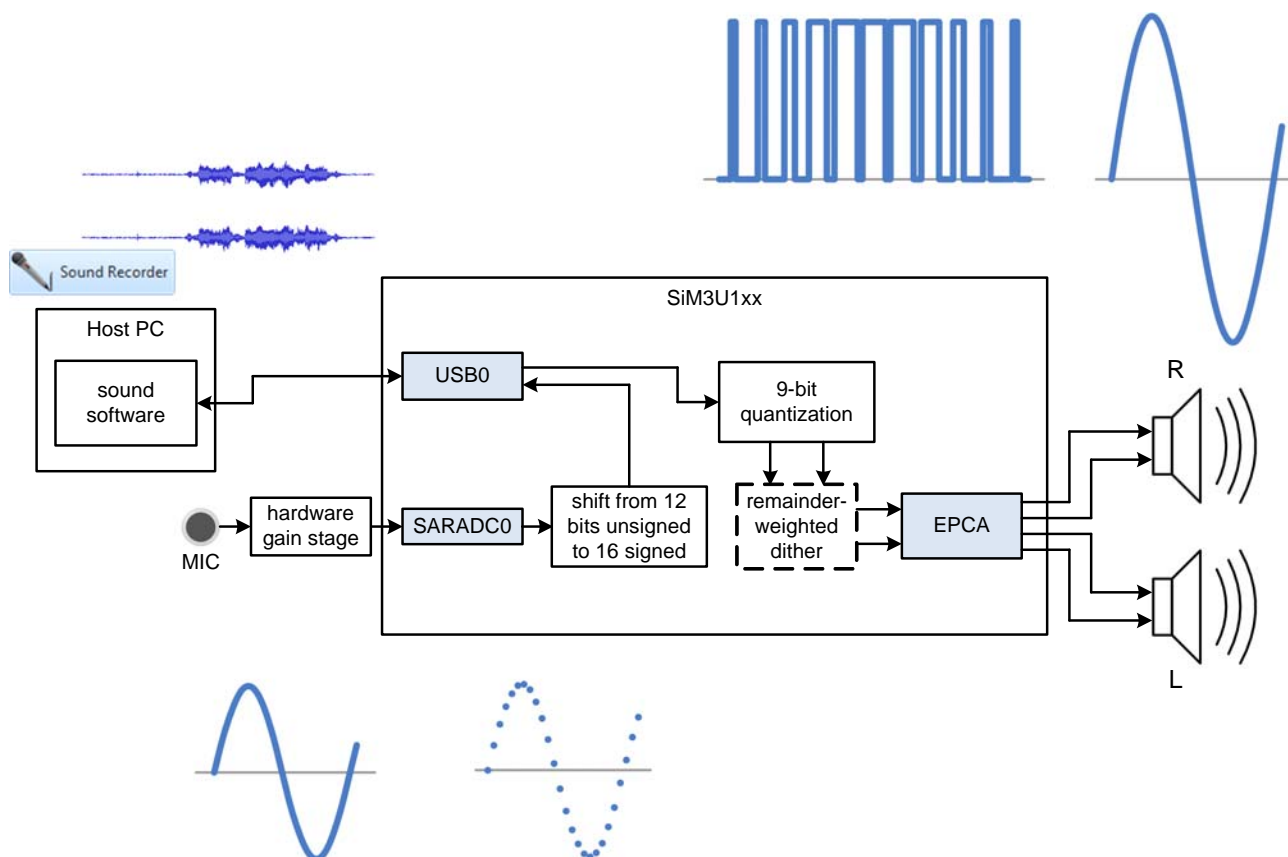 Sound Recorder
SiM3U1xx
Host PC
sound
software
USB0
9-bit
quantization
R
MIC
hardware
gain stage
SARADC0
shift from 12
bits unsigned
to 16 signed
remainder-
weighted
dither
EPCA
L